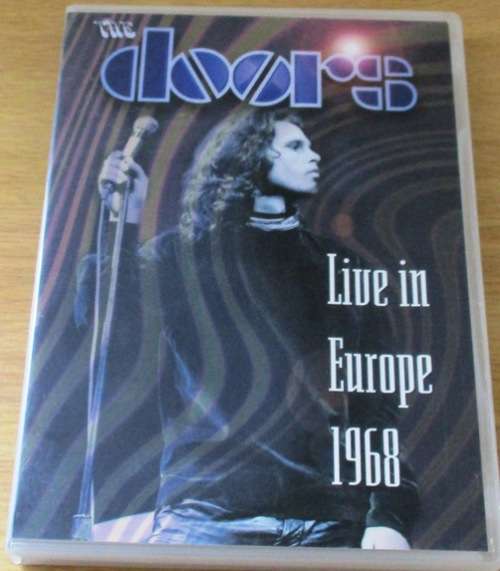 THE
doors
Live in
Europe
1968